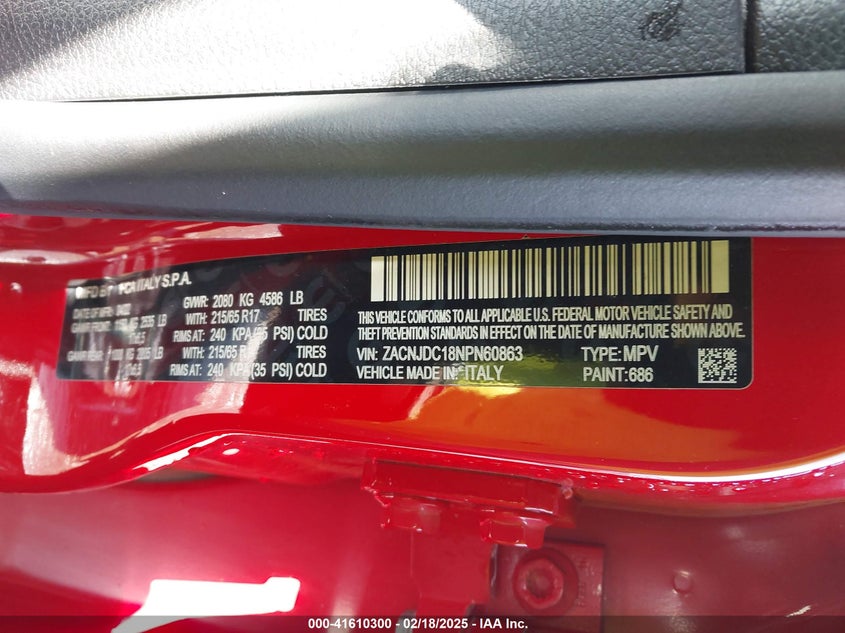 ITALY S.P.A.
GVWR: 2080 KG 4586 LB
WITH: 215/65 R17 TIRES
RIMS AT: 240 KPA (35 PSI) COLD
WITH: 215/65 TIRES
RIMS AT: 240 KPA (35 PSI) COLD
THIS VEHICLE CONFORMS TO ALL APPLICABLE U.S. FEDERAL MOTOR VEHICLE SAFETY AND
THEFT PREVENTION STANDARDS IN EFFECT ON THE DATE OF MANUFACTURE SHOWN ABOVE.
VIN: ZACNJDC18NPN60863 TYPE: MPV
VEHICLE MADE IN: ITALY PAINT: 686
000-41610300 — 02/18/2025 — IAA Inc.